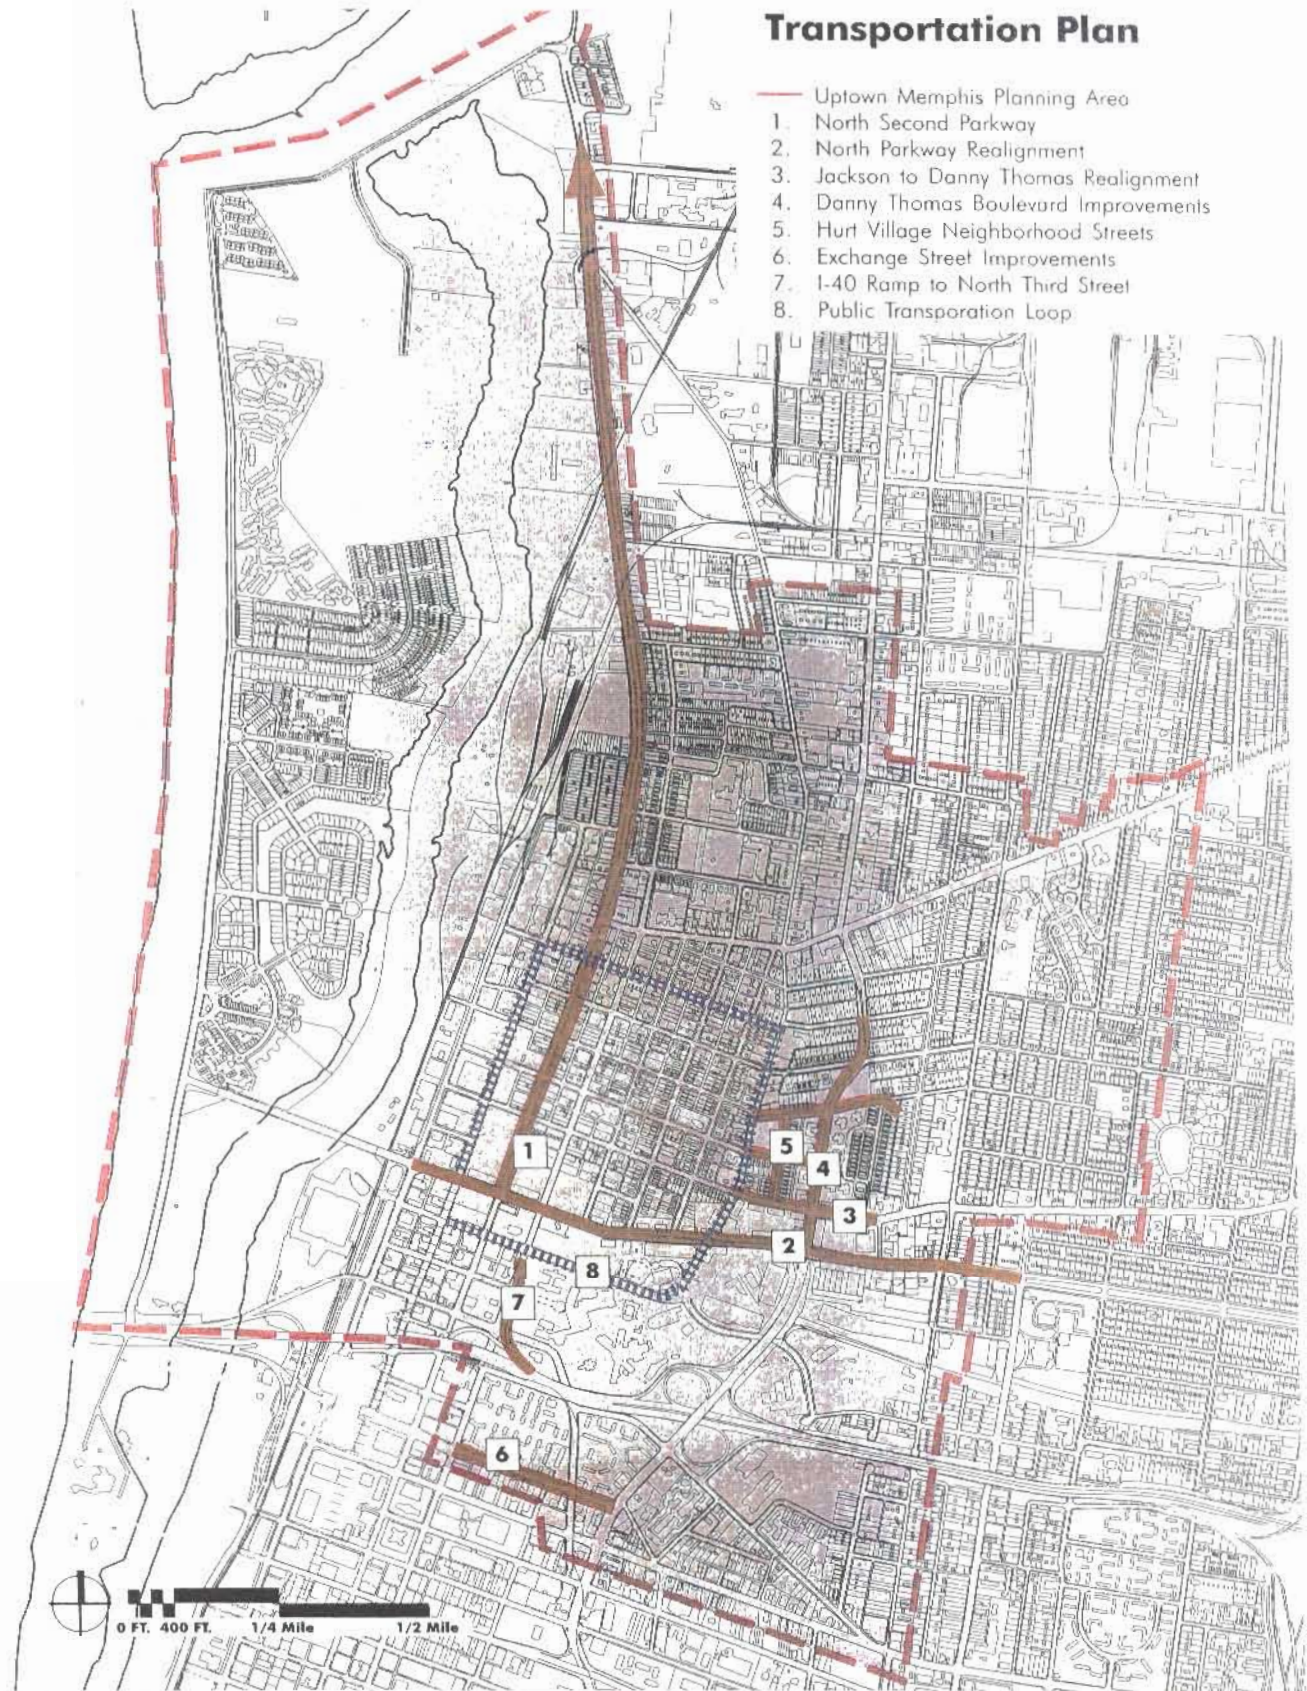 Transportation Plan
Uptown Memphis Planning Area
1. North Second Parkway
2. North Parkway Realignment
3. Jackson to Danny Thomas Realignment
4. Danny Thomas Boulevard Improvements
5. Hurt Village Neighborhood Streets
6. Exchange Street Improvements
7. I-40 Ramp to North Third Street
8. Public Transporation Loop
1
5
4
3
2
8
7
6
0 FT. 400 FT. 1/4 Mile 1/2 Mile